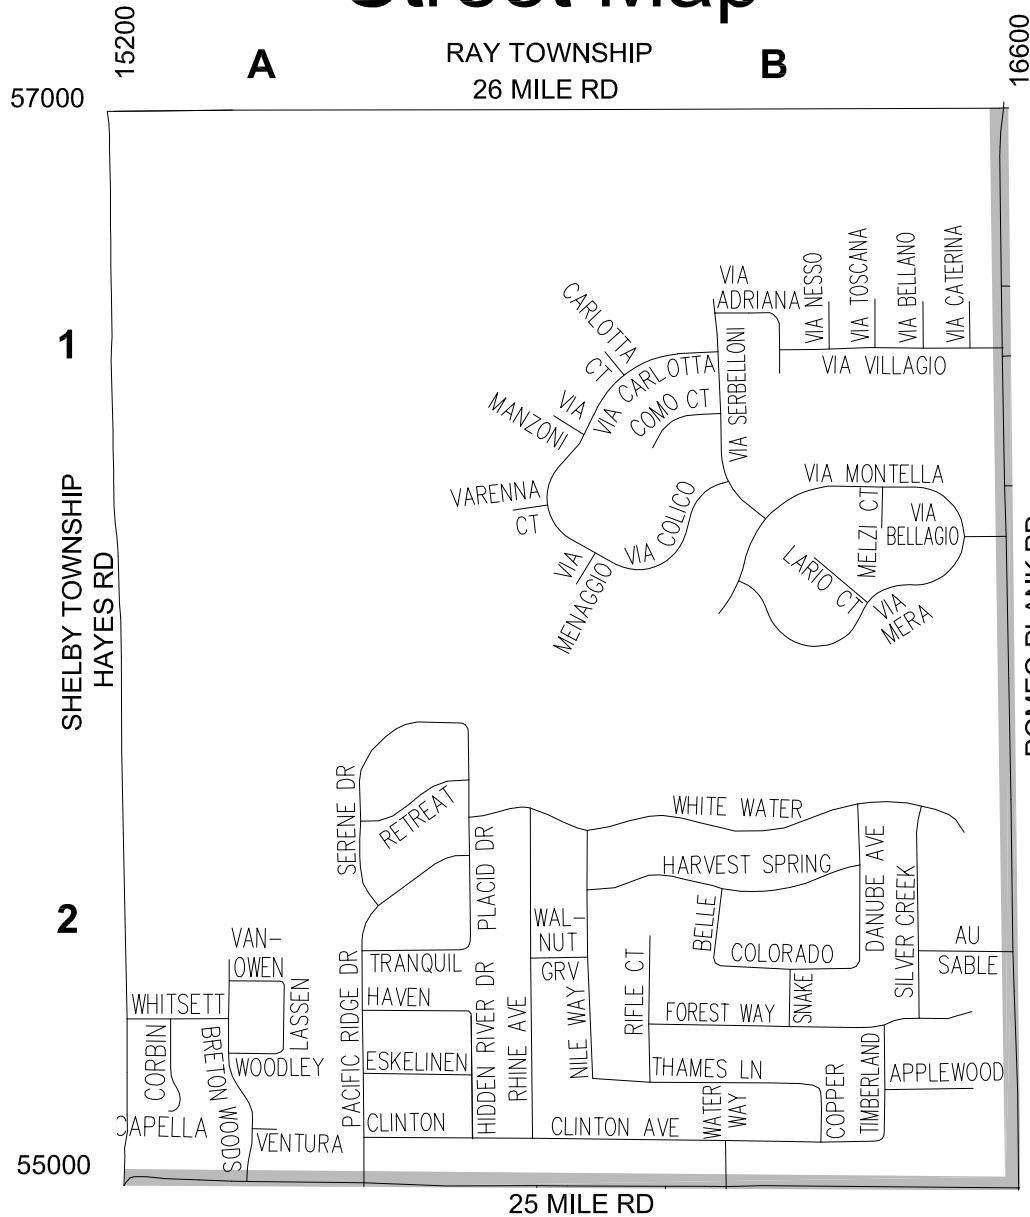 Street Map
15200
A
RAY TOWNSHIP
B
16600
26 MILE RD
57000
VIA
ADRIANA
VIA NESSO
VIA TOSCANA
VIA BELLANO
VIA CATERINA
1
CARLOTTA
CT
VIA CARLOTTA
VIA SERBELLONI
VIA VILLAGIO
VIA
MANZONI
COMO CT
VARENNA
CT
VIA MONTELLA
MELZI CT
VIA
BELLAGIO
VIA COLICO
VIA
MENAGGIO
LARIO CT
VIA
MERA
SHELBY TOWNSHIP
HAYES RD
ROMEO PLANK RD
SERENE DR
RETREAT
PLACID DR
WHITE WATER
HARVEST SPRING
DANUBE AVE
SILVER CREEK
2
VAN-
OWEN
WAL-
NUT
GRV
BELLE
COLORADO
AU
SABLE
TRANQUIL
HAVEN
WHITSETT
LASSEN
PACIFIC RIDGE DR
HIDDEN RIVER DR
RHINE AVE
NILE WAY
RIFLE CT
FOREST WAY
SNAKE
CORBIN
BRETON WOODS
WOODLEY
ESKELINEN
THAMES LN
COPPER
TIMBERLAND
APPLEWOOD
CAPELLA
VENTURA
CLINTON
CLINTON AVE
WATER
WAY
55000
25 MILE RD